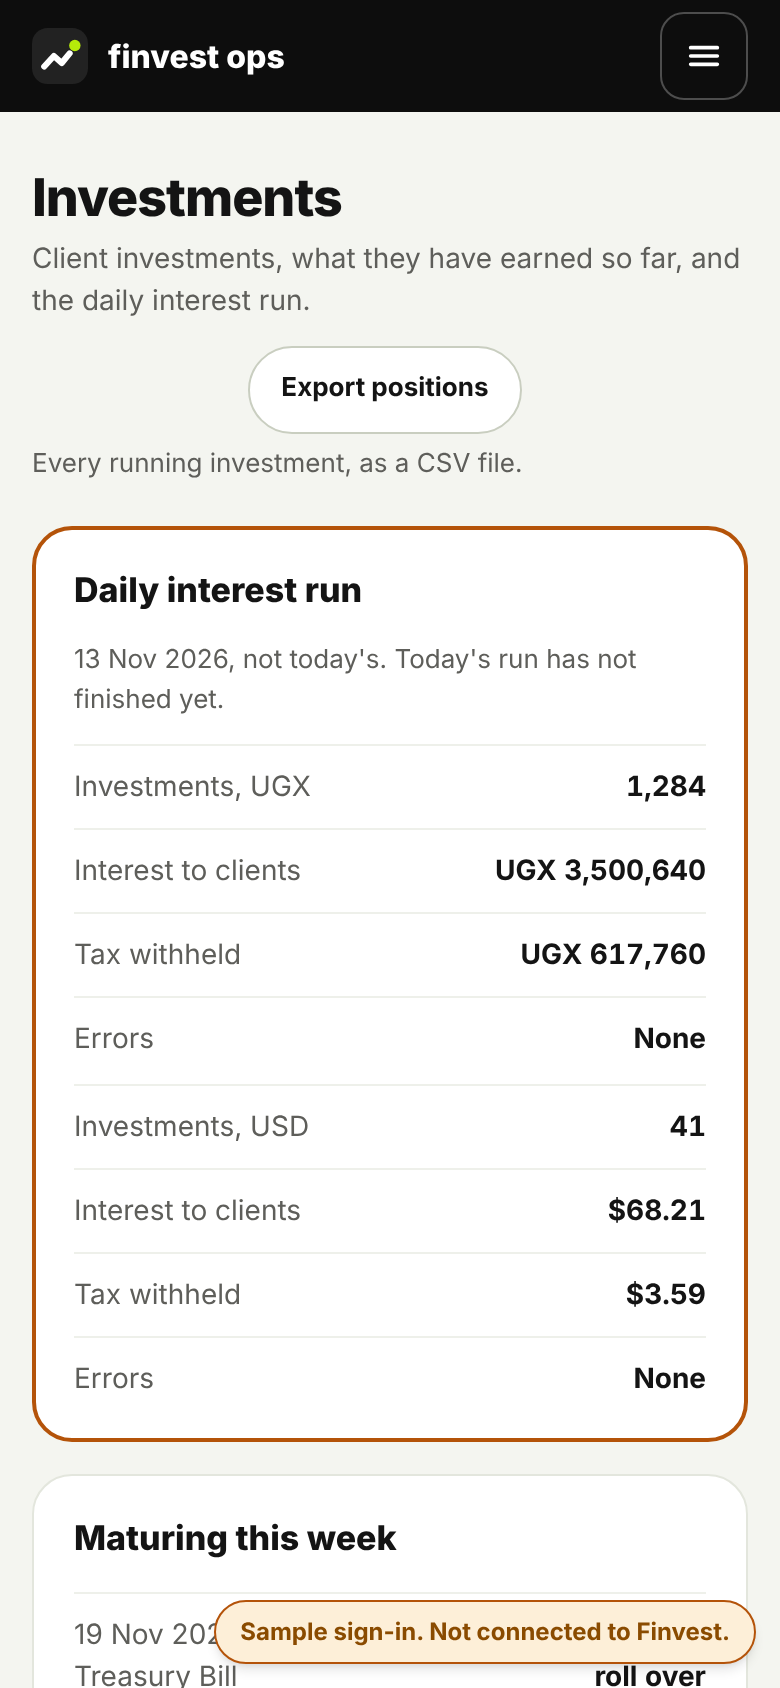 finvest ops
Investments
Client investments, what they have earned so far, and
the daily interest run.
Export positions
Every running investment, as a CSV file.
Daily interest run
13 Nov 2026, not today's. Today's run has not
finished yet.
Investments, UGX 1,284
Interest to clients UGX 3,500,640
Tax withheld UGX 617,760
Errors None
Investments, USD 41
Interest to clients $68.21
Tax withheld $3.59
Errors None
Maturing this week
19 Nov
Sample sign-in. Not connected to Finvest.
Treasury Bill roll over